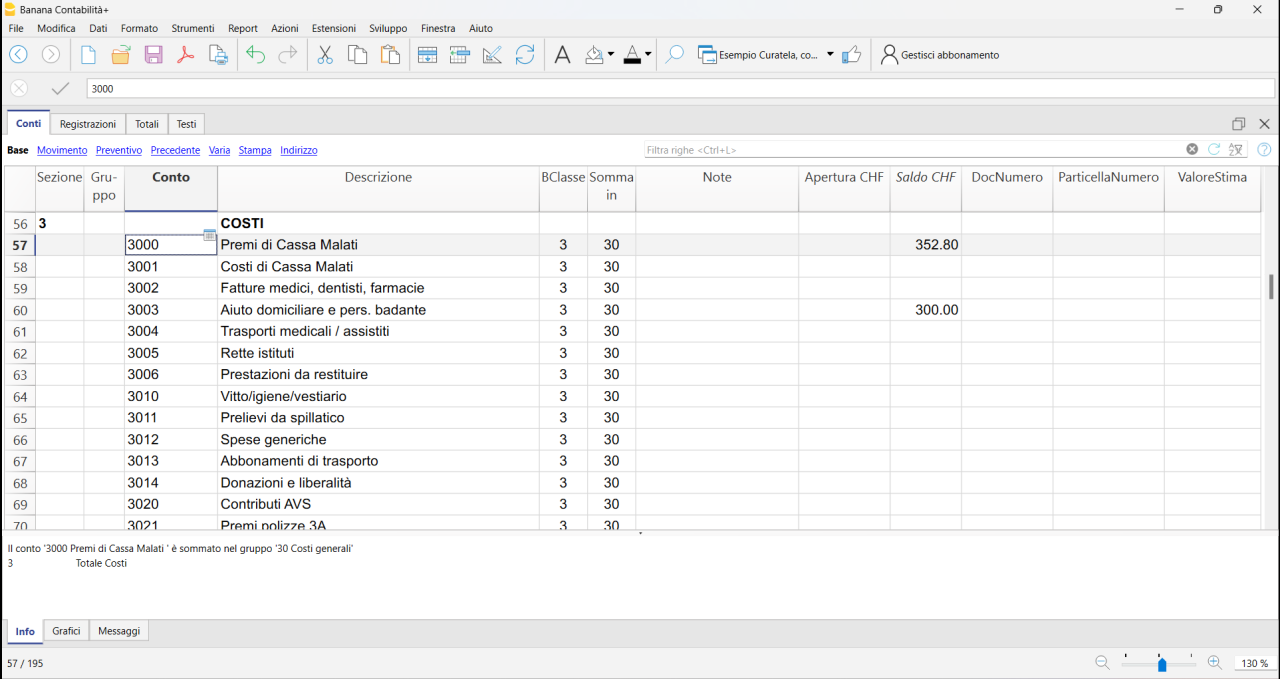 Banana Contabilità+
File Modifica Dati Formato Strumenti Report Azioni Estensioni Sviluppo Finestra Aiuto
Esempio Curatela, co... Gestisci abbonamento
3000
Conti Registrazioni Totali Testi
Base Movimento Preventivo Precedente Varia Stampa Indirizzo Filtra righe <Ctrl+L>
Sezione Gru- Conto Descrizione BClasse Somma Note Apertura CHF Saldo CHF DocNumero ParticellaNumero ValoreStima
ppo in
56 3 COSTI
57 3000 Premi di Cassa Malati 3 30 352.80
58 3001 Costi di Cassa Malati 3 30
59 3002 Fatture medici, dentisti, farmacie 3 30
60 3003 Aiuto domiciliare e pers. badante 3 30 300.00
61 3004 Trasporti medicali / assistiti 3 30
62 3005 Rette istituti 3 30
63 3006 Prestazioni da restituire 3 30
64 3010 Vitto/igiene/vestiario 3 30
65 3011 Prelievi da spillatico 3 30
66 3012 Spese generiche 3 30
67 3013 Abbonamenti di trasporto 3 30
68 3014 Donazioni e liberalità 3 30
69 3020 Contributi AVS 3 30
70 3021 Premi polizze 3A 3 30
Il conto '3000 Premi di Cassa Malati ' è sommato nel gruppo '30 Costi generali'
3 Totale Costi
Info Grafici Messaggi
57 / 195 130 %